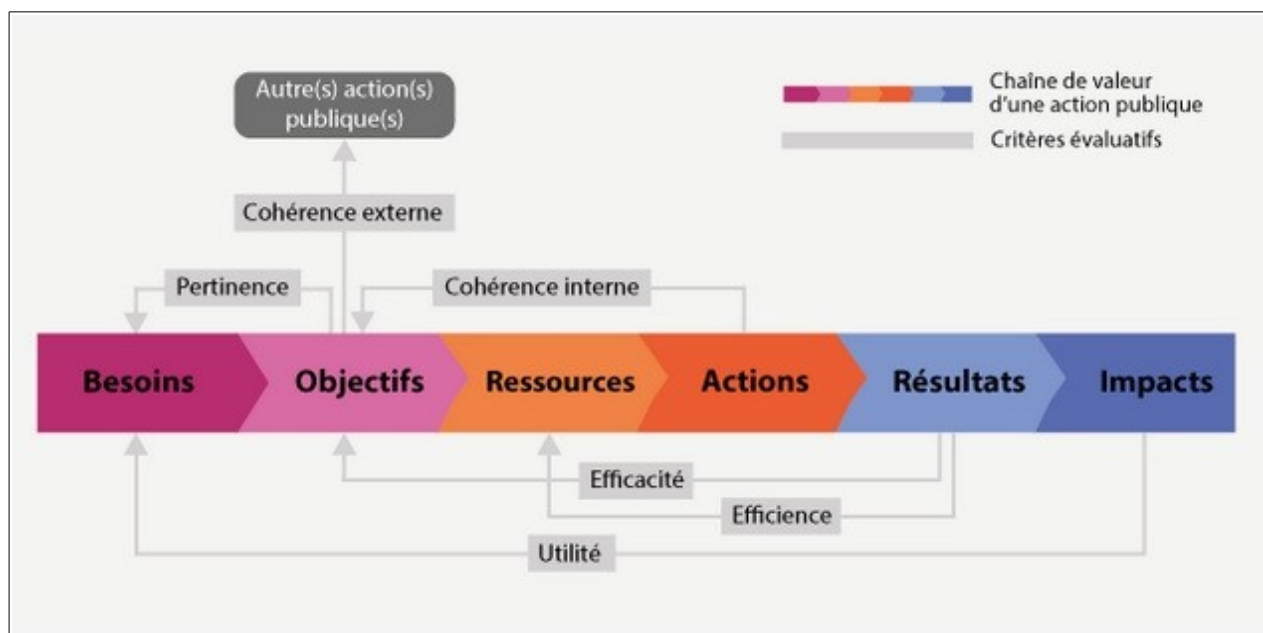 Autre(s) action(s)
publique(s)
Chaîne de valeur
d'une action publique
Critères évaluatifs
Cohérence externe
Pertinence
Cohérence interne
Besoins
Objectifs
Ressources
Actions
Résultats
Impacts
Efficacité
Efficience
Utilité